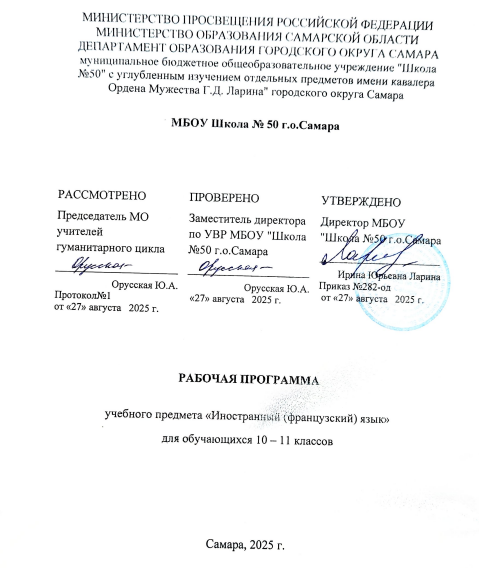 МИНИСТЕРСТВО ПРОСВЕЩЕНИЯ РОССИЙСКОЙ ФЕДЕРАЦИИ
МИНИСТЕРСТВО ОБРАЗОВАНИЯ САМАРСКОЙ ОБЛАСТИ
ДЕПАРТАМЕНТ ОБРАЗОВАНИЯ ГОРОДСКОГО ОКРУГА САМАРА
муниципальное бюджетное общеобразовательное учреждение "Школа
№50" с углубленным изучением отдельных предметов имени кавалера
Ордена Мужества Г.Д. Ларина" городского округа Самара
МБОУ Школа № 50 г.о.Самара
РАССМОТРЕНО
Председатель МО
учителей
гуманитарного цикла
Орусская
Орусская Ю.А.
Протокол№1
от «27» августа 2025 г.
ПРОВЕРЕНО
Заместитель директора
по УВР МБОУ "Школа
№50 г.о.Самара
Орусская
Орусская Ю.А.
«27» августа 2025 г.
УТВЕРЖДЕНО
Директор МБОУ
"Школа №50 г.о.Самара
Ирина Юрьевна Ларина
Приказ №282-од
от «27» августа 2025 г.
РАБОЧАЯ ПРОГРАММА
учебного предмета «Иностранный (французский) язык»
для обучающихся 10 – 11 классов
Самара, 2025 г.